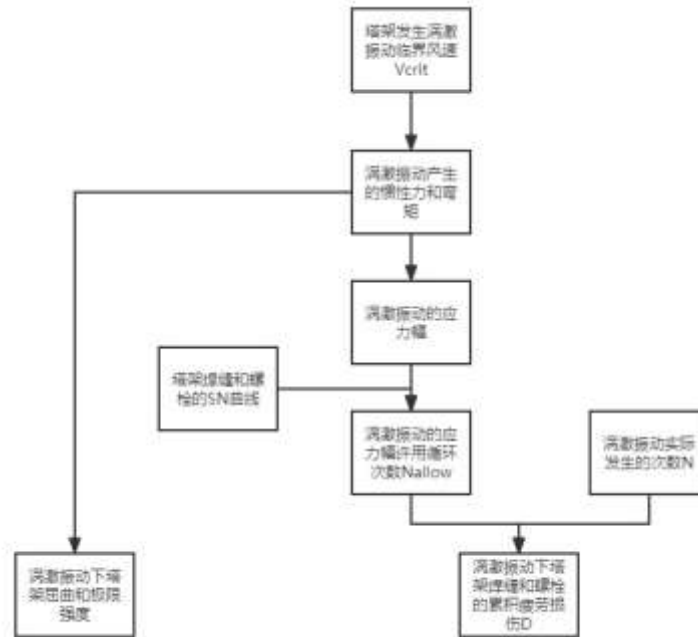 塔架发生涡激
振动临界风速
Vcrit
涡激振动产生
的惯性力和弯
矩
涡激振动的应
力幅
塔架焊缝和螺
栓的SN曲线
涡激振动的应
力幅许用循环
次数Nallow
涡激振动实际
发生的次数N
涡激振动下塔
架屈曲和极限
强度
涡激振动下塔
架焊缝和螺栓
的累积疲劳损
伤D